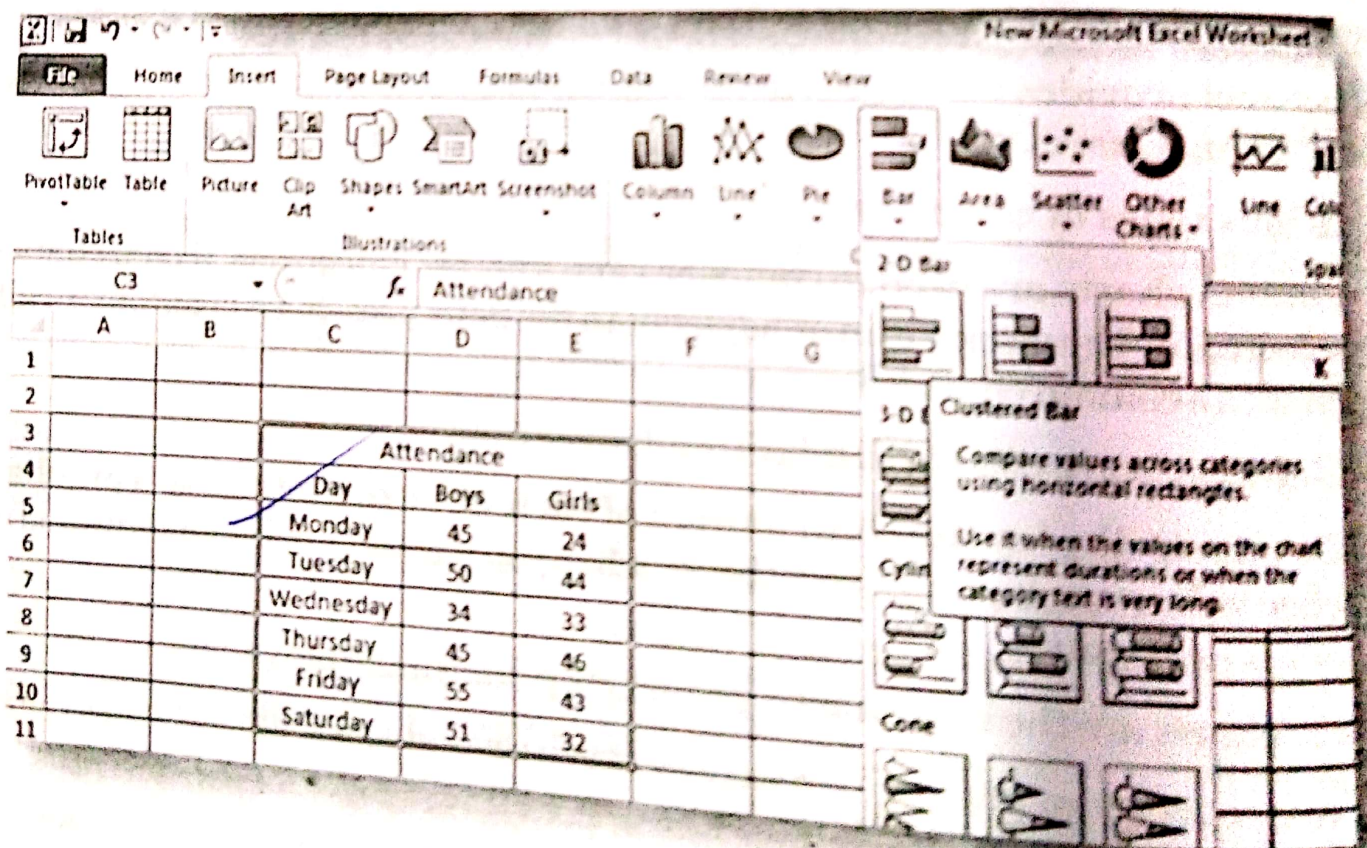 New Microsoft Excel Worksheet -
File Home Insert Page Layout Formulas Data Review View
PivotTable Table Picture Clip Art Shapes SmartArt Screenshot Column Line Pie Bar Area Scatter Other Charts Line
Tables Illustrations
2-D Bar
C3 fx Attendance
A B C D E F G K
1
2
3 Attendance
4 Day Boys Girls
5 Monday 45 24
6 Tuesday 50 44
7 Wednesday 34 33
8 Thursday 45 46
9 Friday 55 43
10 Saturday 51 32
11
Clustered Bar
Compare values across categories
using horizontal rectangles.
Use it when the values on the chart
represent durations or when the
category text is very long.
Cone